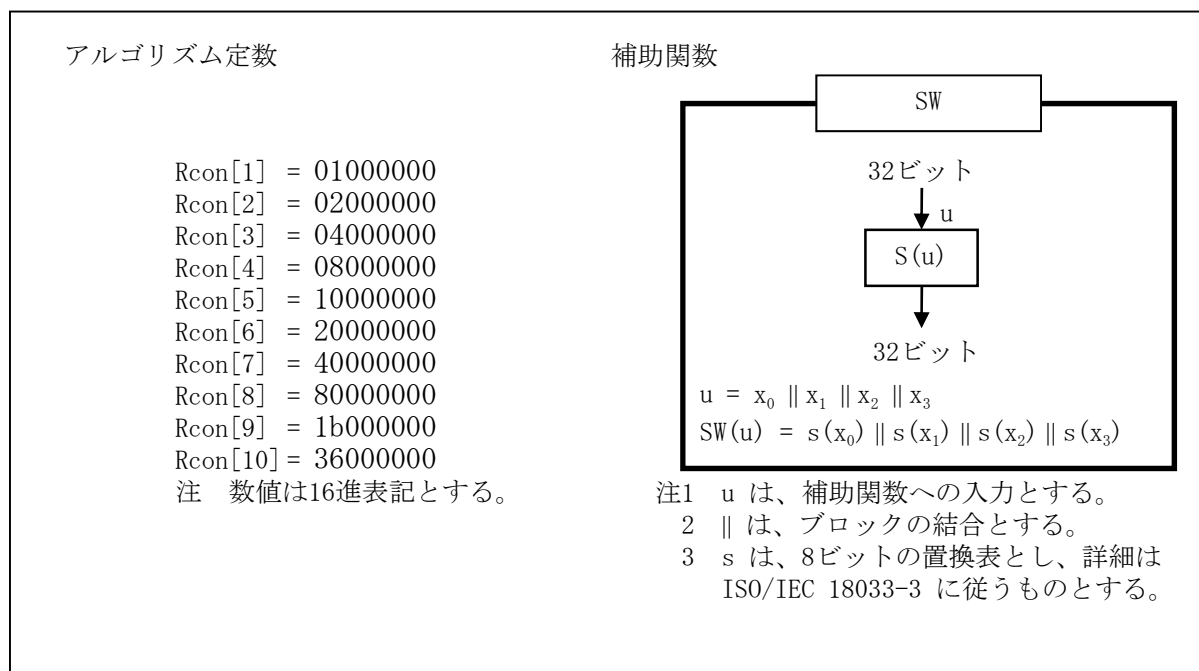 アルゴリズム定数
Rcon[1] = 01000000
Rcon[2] = 02000000
Rcon[3] = 04000000
Rcon[4] = 08000000
Rcon[5] = 10000000
Rcon[6] = 20000000
Rcon[7] = 40000000
Rcon[8] = 80000000
Rcon[9] = 1b000000
Rcon[10]= 36000000
注 数値は16進表記とする。
補助関数
SW
32ビット
u
S(u)
32ビット
u = x₀ ‖ x₁ ‖ x₂ ‖ x₃
SW(u) = s(x₀) ‖ s(x₁) ‖ s(x₂) ‖ s(x₃)
注1 u は、補助関数への入力とする。
2 ‖ は、ブロックの結合とする。
3 s は、8ビットの置換表とし、詳細は
ISO/IEC 18033-3 に従うものとする。